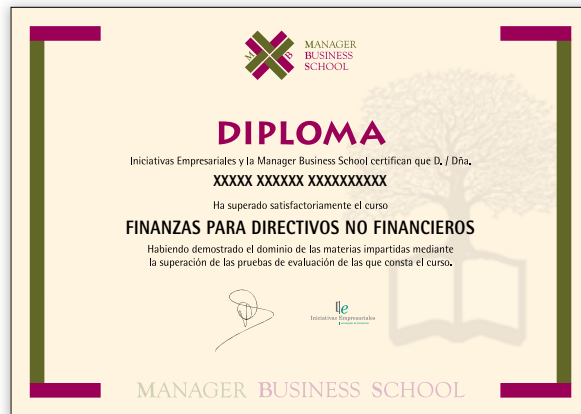 M B
MANAGER
BUSINESS
SCHOOL
DIPLOMA
Iniciativas Empresariales y la Manager Business School certifican que D. / Dña.
XXXXX XXXXXX XXXXXXXXXX
Ha superado satisfactoriamente el curso
FINANZAS PARA DIRECTIVOS NO FINANCIEROS
Habiendo demostrado el dominio de las materias impartidas mediante
la superación de las pruebas de evaluación de las que consta el curso.
Iniciativas Empresariales
MANAGER BUSINESS SCHOOL